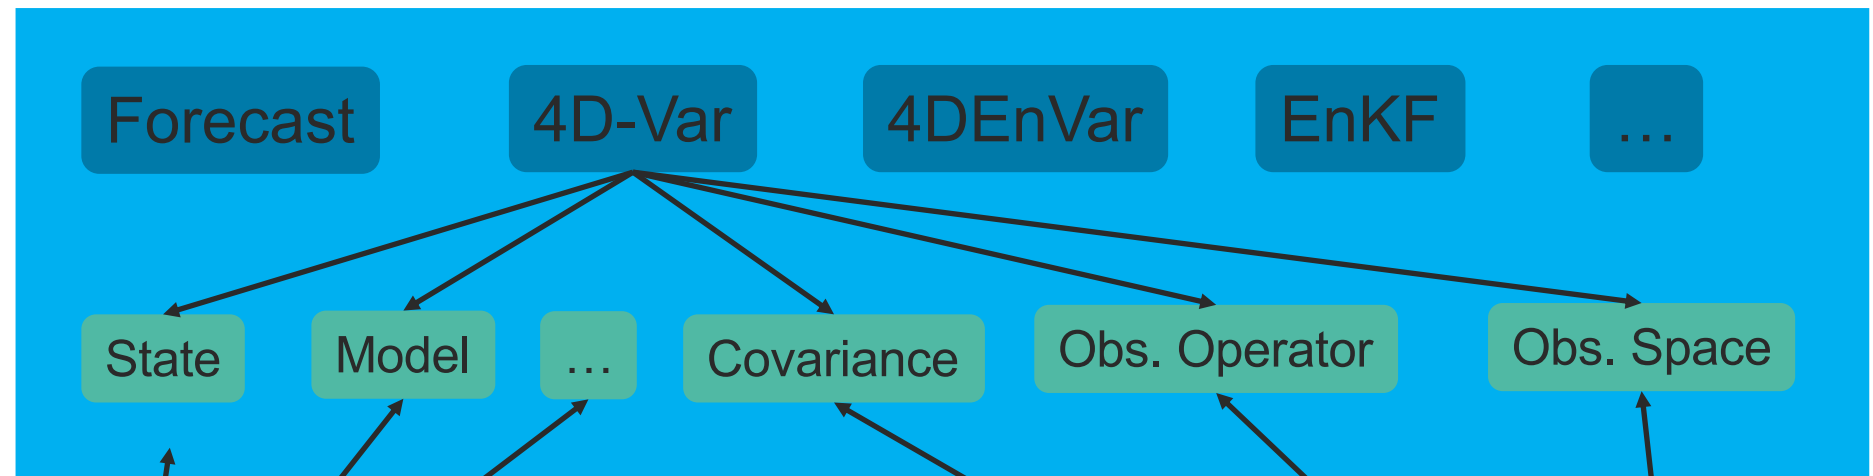 Forecast
4D-Var
4DEnVar
EnKF
…
State
Model
…
Covariance
Obs. Operator
Obs. Space